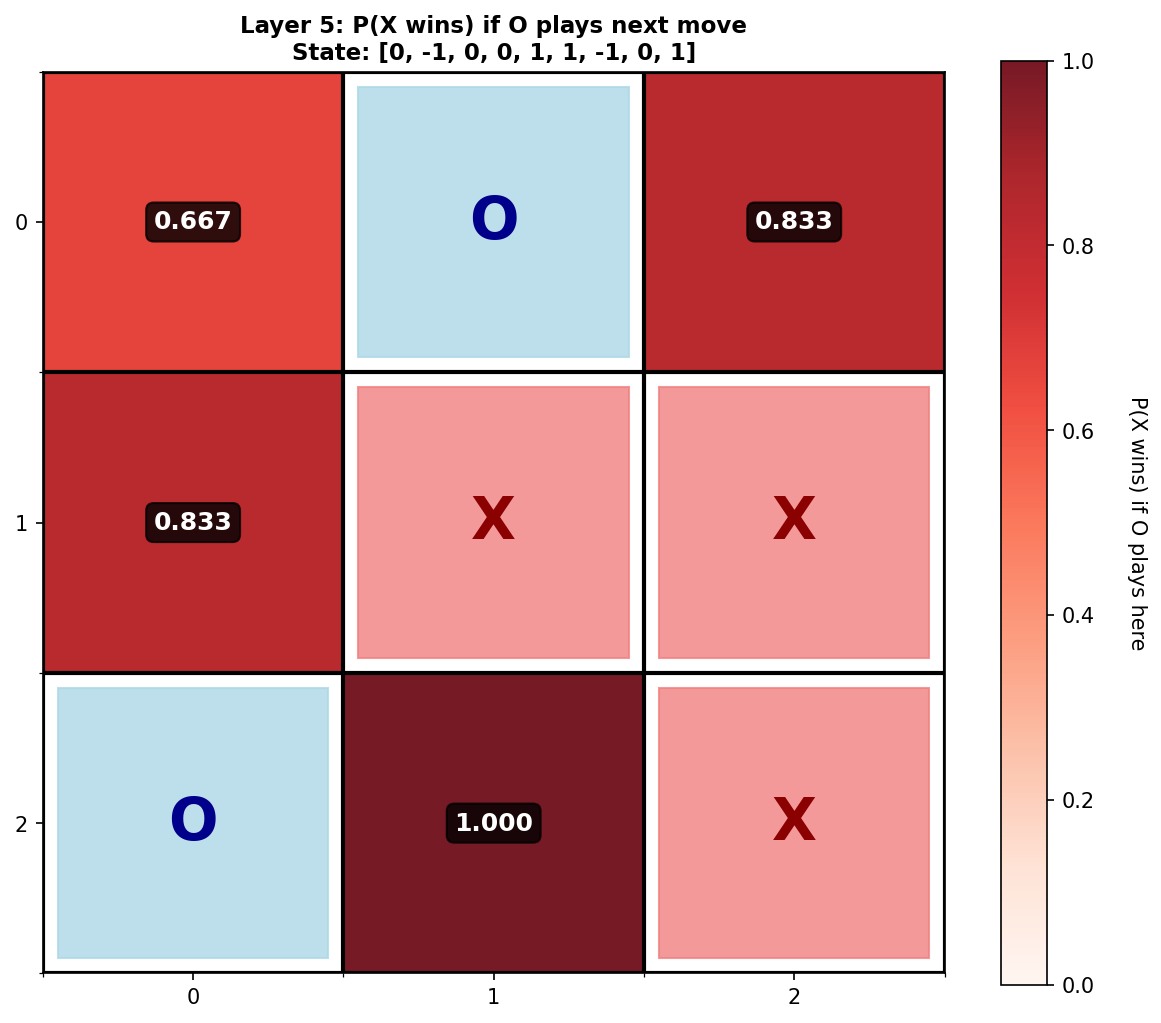 Layer 5: P(X wins) if O plays next move
State: [0, -1, 0, 0, 1, 1, -1, 0, 1]
0
0.667
O
0.833
1
0.833
X
X
2
O
1.000
X
0
1
2
1.0
0.8
0.6
0.4
0.2
0.0
P(X wins) if O plays here